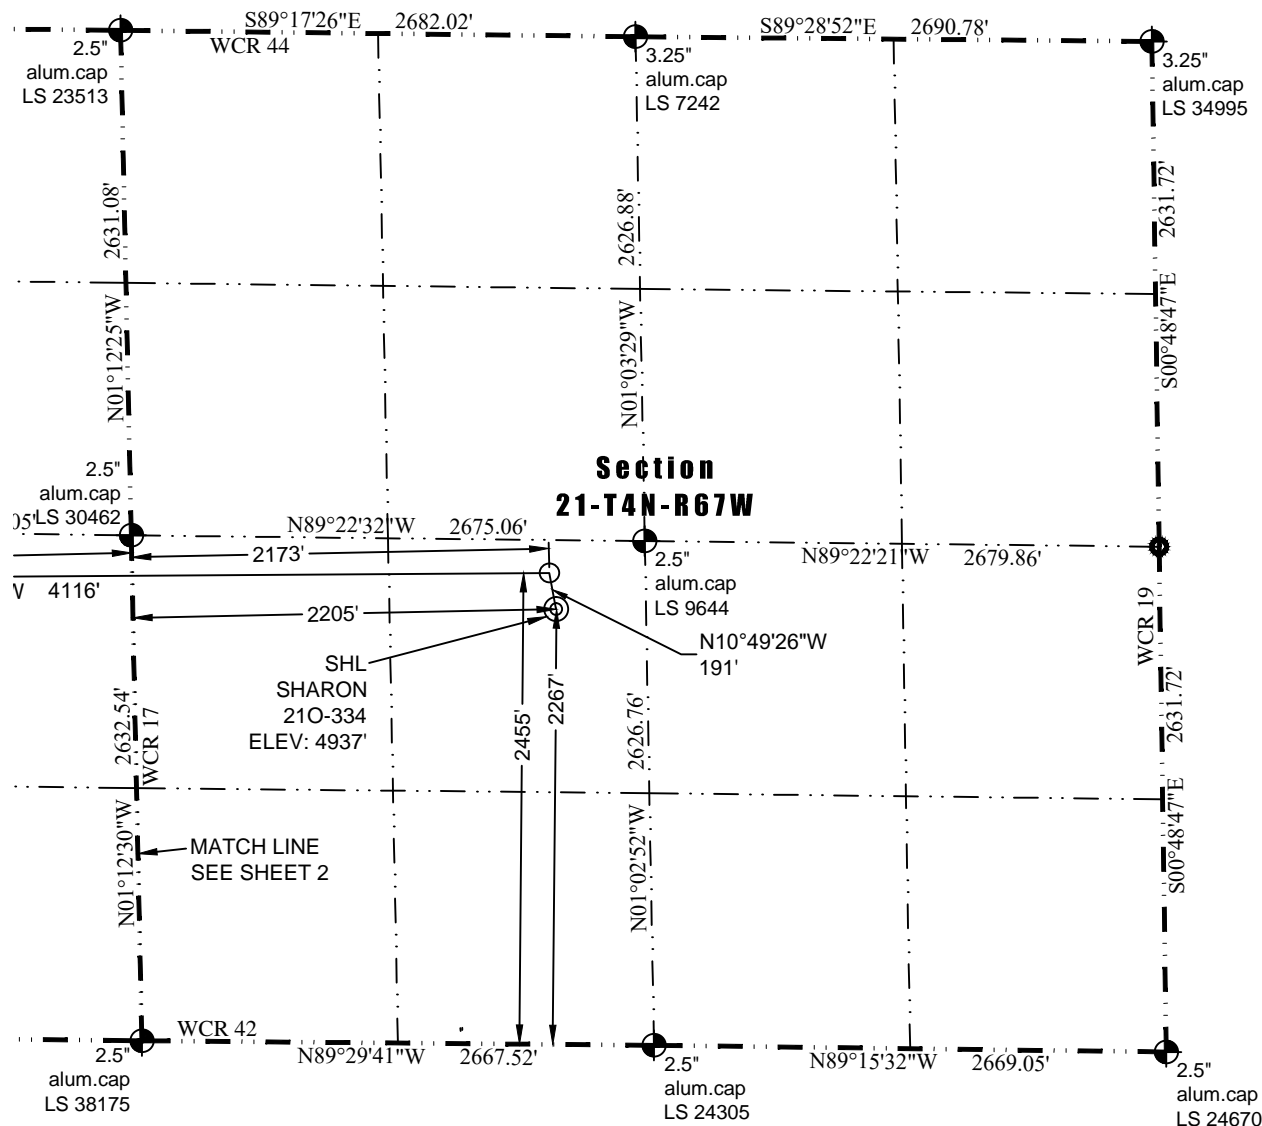 S89°17'26"E 2682.02'
S89°28'52"E 2690.78'
WCR 44
2.5"
alum.cap
LS 23513
3.25"
alum.cap
LS 7242
3.25"
alum.cap
LS 34995
N01°12'25"W 2631.08'
N01°03'29"W 2626.88'
S00°48'47"E 2631.72'
Section
21-T4N-R67W
2.5"
alum.cap
LS 30462
05'
N89°22'32"W 2675.06'
N89°22'21"W 2679.86'
2173'
2.5"
alum.cap
LS 9644
4116'
2205'
N10°49'26"W
191'
SHL
SHARON
21O-334
ELEV: 4937'
2455'
2267'
N01°12'30"W 2632.54'
WCR 17
N01°02'52"W 2626.76'
WCR 19
S00°48'47"E 2631.72'
MATCH LINE
SEE SHEET 2
WCR 42
N89°29'41"W 2667.52'
N89°15'32"W 2669.05'
2.5"
alum.cap
LS 38175
2.5"
alum.cap
LS 24305
2.5"
alum.cap
LS 24670